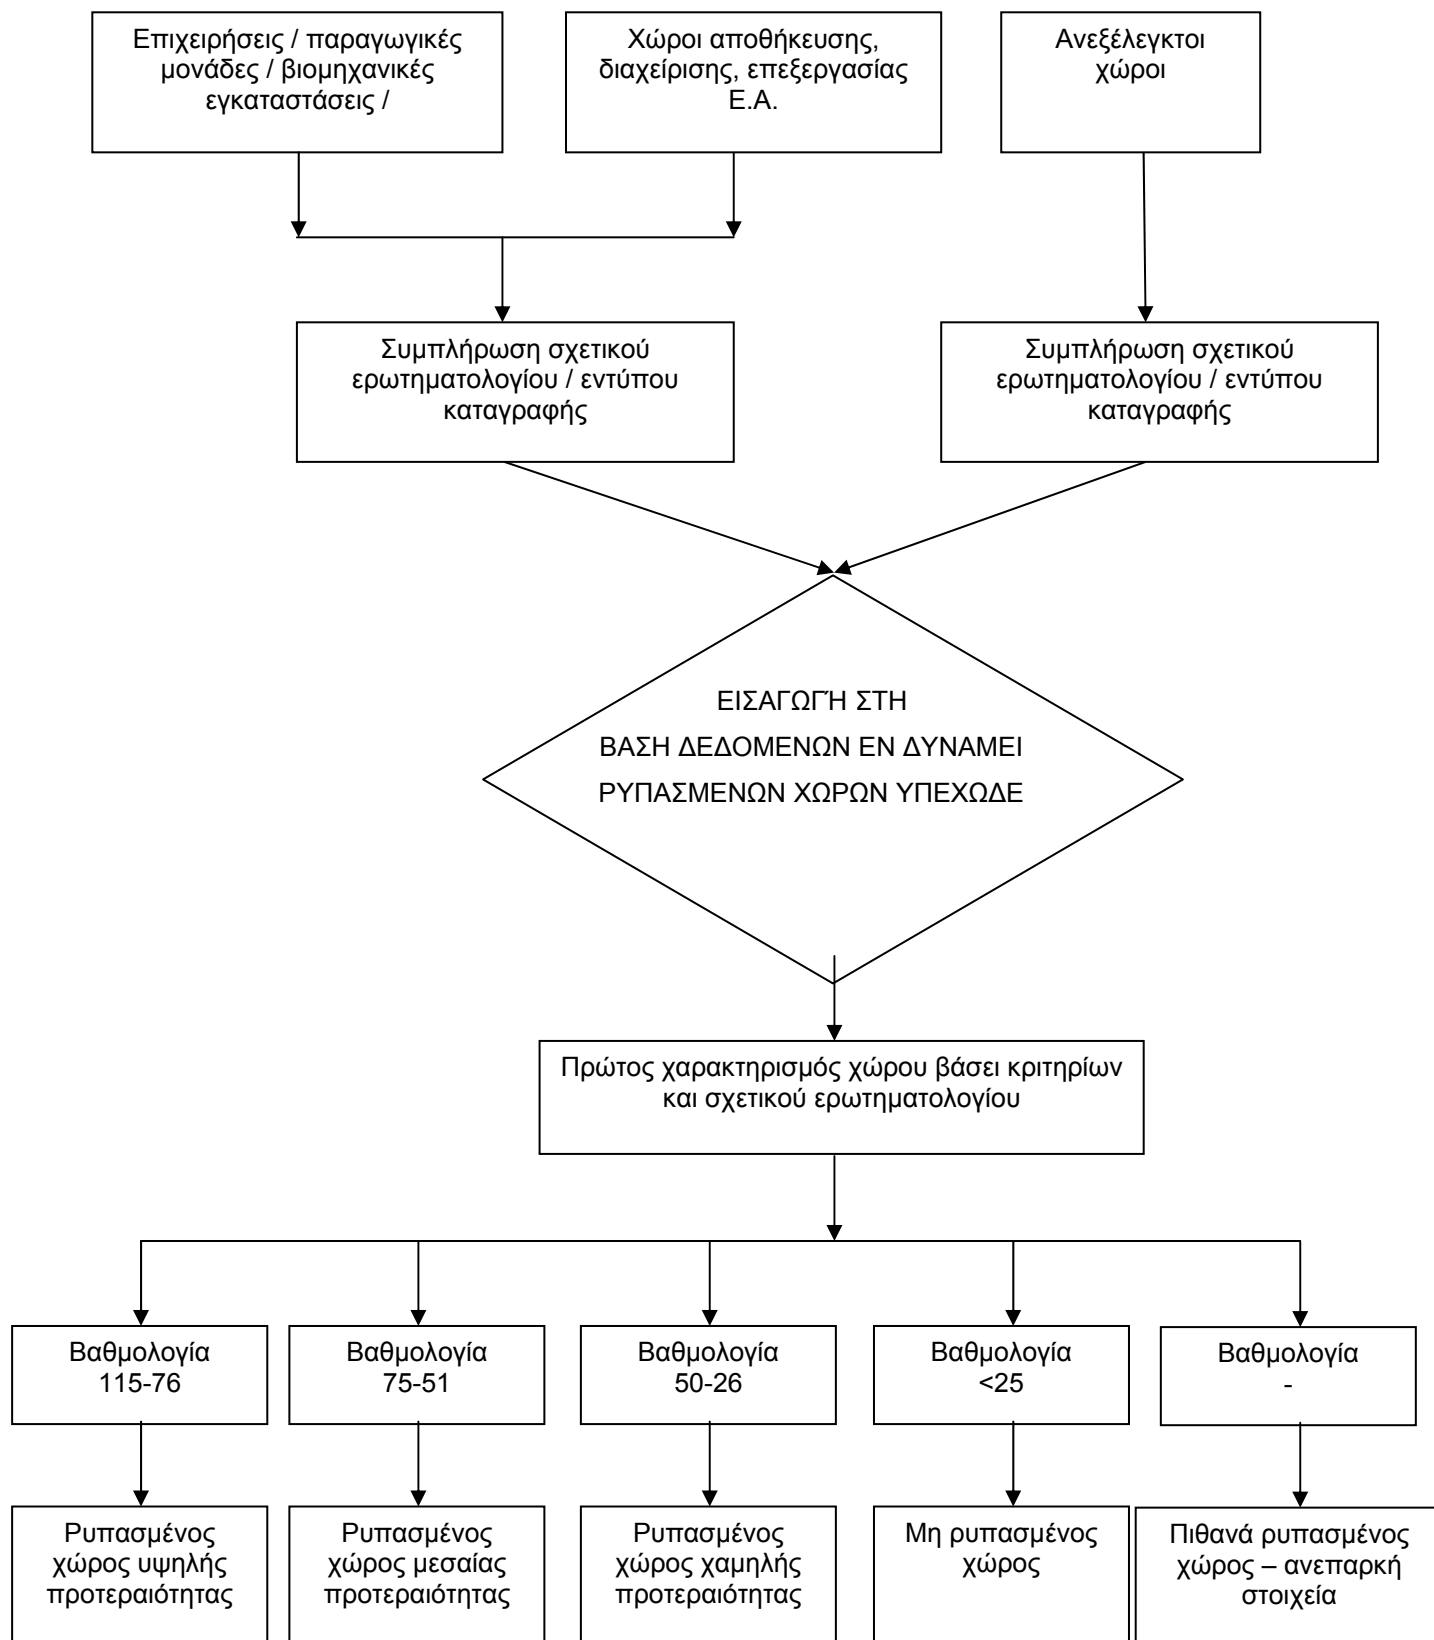 Επιχειρήσεις / παραγωγικές
μονάδες / βιομηχανικές
εγκαταστάσεις /
Χώροι αποθήκευσης,
διαχείρισης, επεξεργασίας
Ε.Α.
Ανεξέλεγκτοι
χώροι
Συμπλήρωση σχετικού
ερωτηματολογίου / εντύπου
καταγραφής
Συμπλήρωση σχετικού
ερωτηματολογίου / εντύπου
καταγραφής
ΕΙΣΑΓΩΓΉ ΣΤΗ
ΒΑΣΗ ΔΕΔΟΜΕΝΩΝ ΕΝ ΔΥΝΑΜΕΙ
ΡΥΠΑΣΜΕΝΩΝ ΧΩΡΩΝ ΥΠΕΧΩΔΕ
Πρώτος χαρακτηρισμός χώρου βάσει κριτηρίων
και σχετικού ερωτηματολογίου
Βαθμολογία
115-76
Βαθμολογία
75-51
Βαθμολογία
50-26
Βαθμολογία
<25
Βαθμολογία
-
Ρυπασμένος
χώρος υψηλής
προτεραιότητας
Ρυπασμένος
χώρος μεσαίας
προτεραιότητας
Ρυπασμένος
χώρος χαμηλής
προτεραιότητας
Μη ρυπασμένος
χώρος
Πιθανά ρυπασμένος
χώρος – ανεπαρκή
στοιχεία